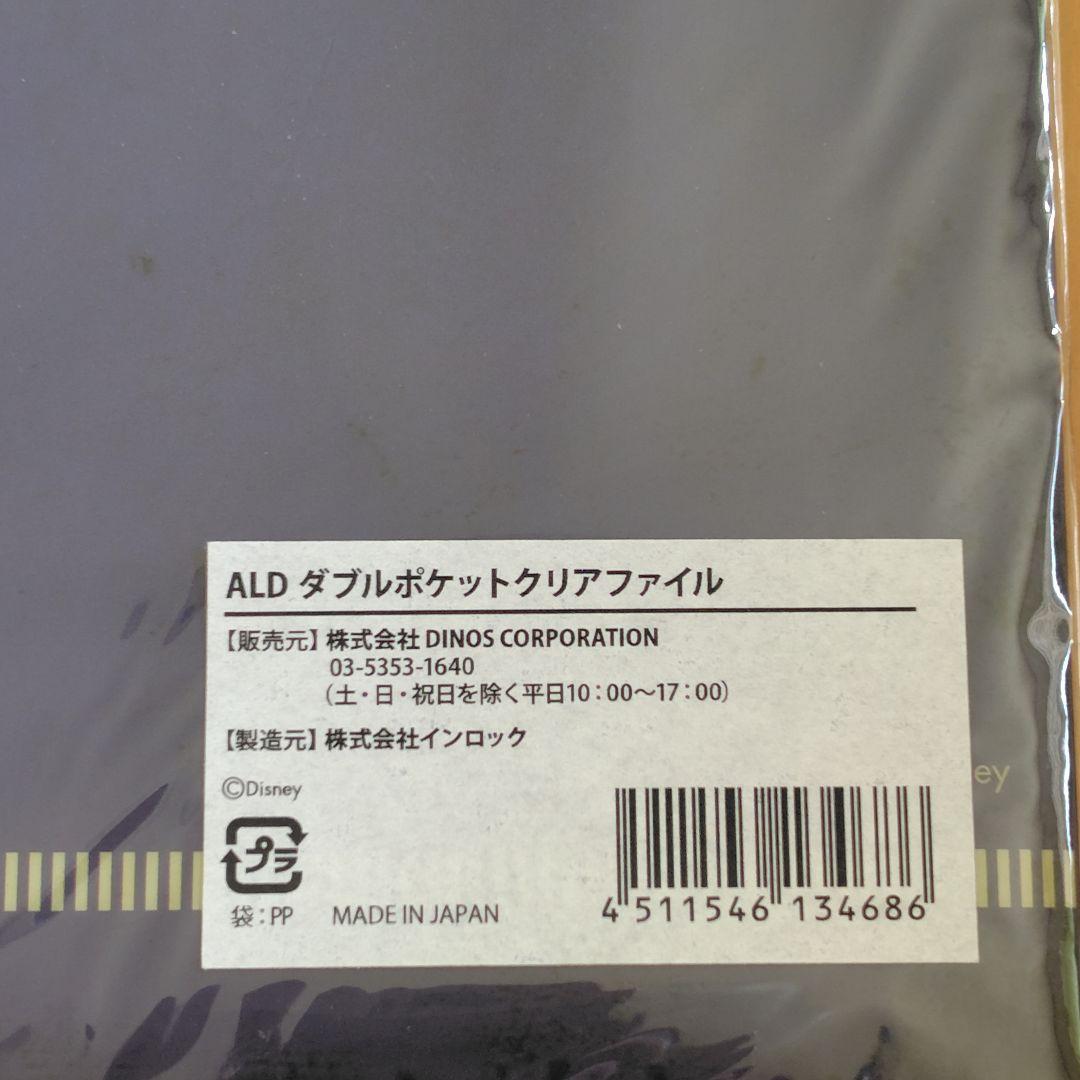 ALD ダブルポケットクリアファイル
【販売元】株式会社 DINOS CORPORATION
03-5353-1640
（土・日・祝日を除く平日10：00～17：00）
【製造元】株式会社インロック
©Disney
ey
プラ
袋：PP MADE IN JAPAN
4 511546 134686